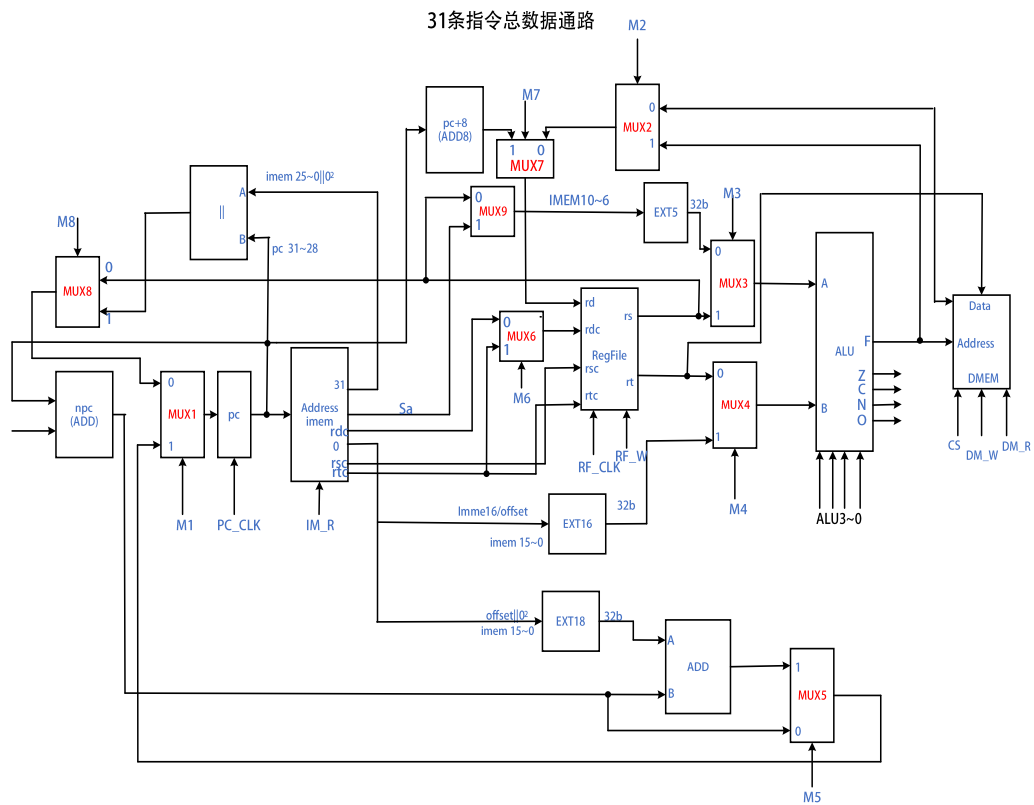 31条指令总数据通路
M2
M7
pc+8
(ADD8)
0
MUX2
1
1 0
MUX7
imem 25~0||0²
A
||
B
pc 31~28
0
MUX9
1
IMEM10~6
EXT5
32b
M3
0
MUX3
1
M8
0
MUX8
1
rd
rs
rdc
RegFile
rsc
rt
rtc
0
MUX6
1
M6
RF_CLK
RF_W
A
F
ALU
Z
C
B
N
O
ALU3~0
Data
Address
DMEM
CS
DM_W
DM_R
npc
(ADD)
0
MUX1
1
M1
pc
PC_CLK
31
Address
imem
Sa
rdc
0
rsc
rtc
IM_R
0
MUX4
1
M4
Imme16/offset
imem 15~0
EXT16
32b
offset||0²
imem 15~0
EXT18
32b
A
ADD
B
1
MUX5
0
M5